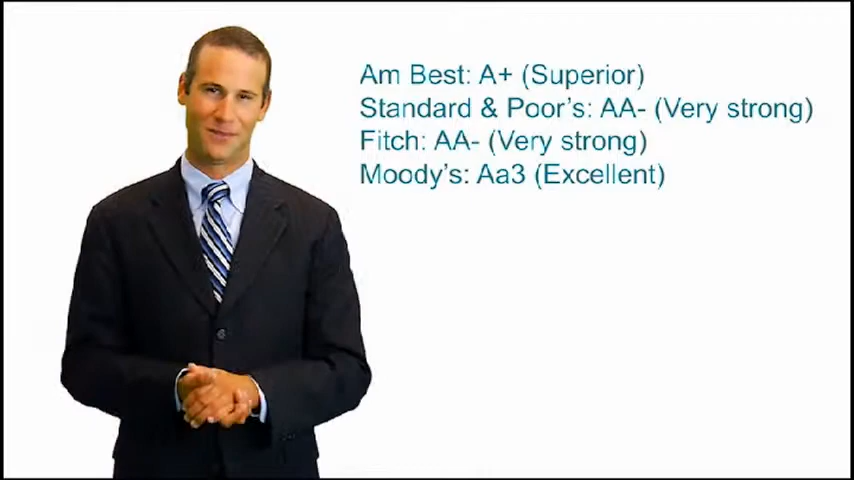 Am Best: A+ (Superior)
Standard & Poor's: AA- (Very strong)
Fitch: AA- (Very strong)
Moody's: Aa3 (Excellent)